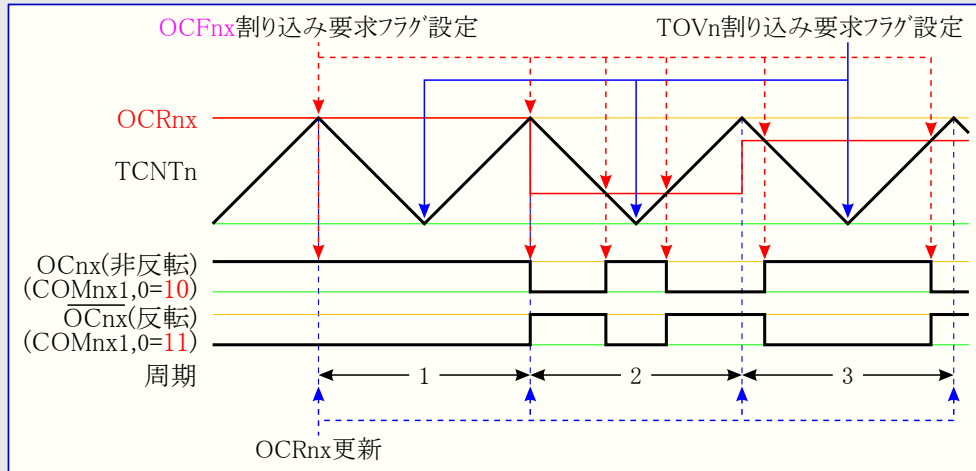 OCFnx割り込み要求フラグ設定
TOVn割り込み要求フラグ設定
OCRnx
TCNTn
OCnx(非反転)
(COMnx1,0=10)
OCnx(反転)
(COMnx1,0=11)
周期
1
2
3
OCRnx更新